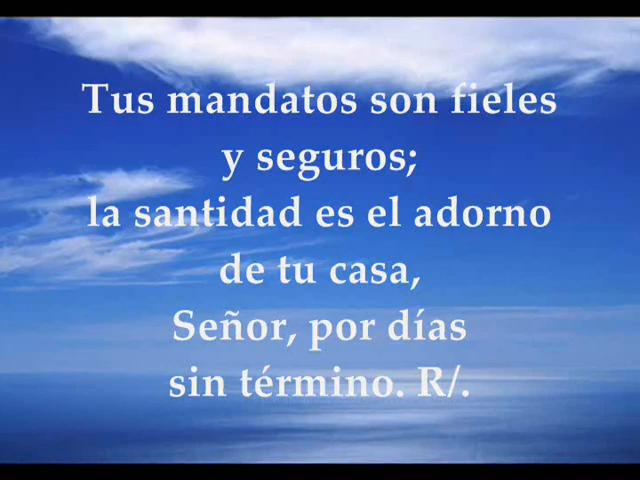 Tus mandatos son fieles
y seguros;
la santidad es el adorno
de tu casa,
Señor, por días
sin término. R/.